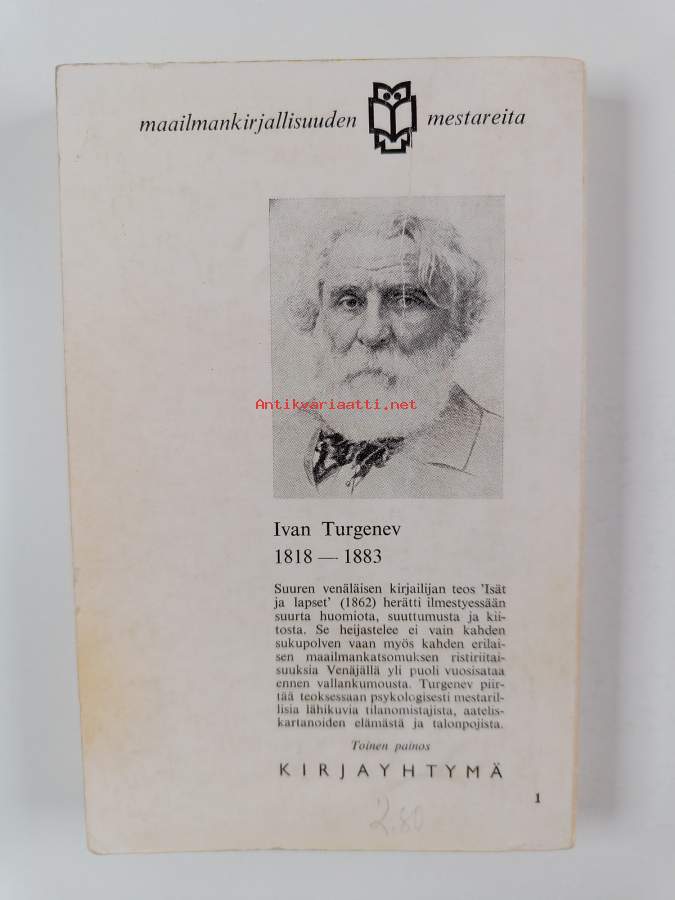 maailmankirjallisuuden mestareita
Antikvariaatti.net
Ivan Turgenev
1818 — 1883
Suuren venäläisen kirjailijan teos 'Isät
ja lapset' (1862) herätti ilmestyessään
suurta huomiota, suuttumusta ja kii-
tosta. Se heijastelee ei vain kahden
sukupolven vaan myös kahden erilai-
sen maailmankatsomuksen ristiriitai-
suuksia Venäjällä yli puoli vuosisataa
ennen vallankumousta. Turgenev piir-
tää teoksessaan psykologisesti mestaril-
lisia lähikuvia tilanomistajista, aatelis-
kartanoiden elämästä ja talonpojista.
Toinen painos
KIRJAYHTYMÄ
1
2.80